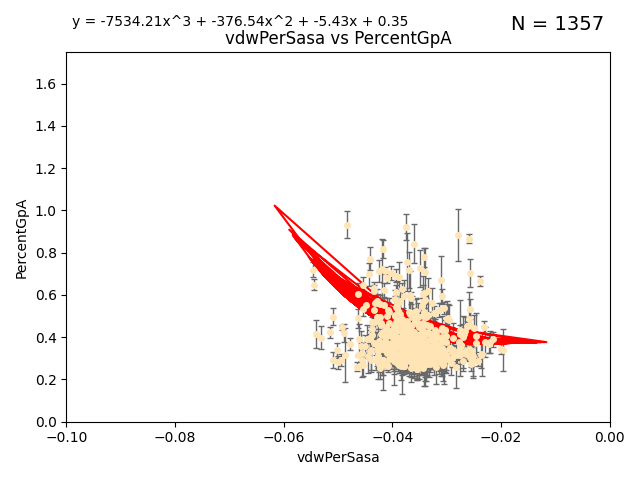 y = -7534.21x^3 + -376.54x^2 + -5.43x + 0.35
N = 1357
vdwPerSasa vs PercentGpA
PercentGpA
1.6
1.4
1.2
1.0
0.8
0.6
0.4
0.2
0.0
−0.10 −0.08 −0.06 −0.04 −0.02 0.00
vdwPerSasa